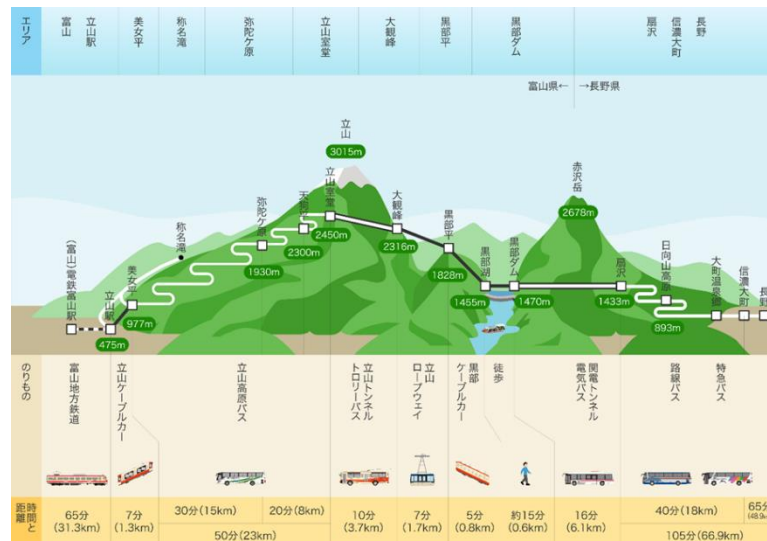 エリア
富山
立山駅
美女平
称名滝
弥陀ケ原
立山室堂
大観峰
黒部平
黒部ダム
扇沢
信濃大町
長野
富山県←
→長野県
立山
3015m
赤沢岳
2678m
(富山)電鉄富山駅
立山駅
475m
美女平
977m
称名滝
弥陀ケ原
1930m
2300m
立山室堂
2450m
大観峰
2316m
黒部平
1828m
黒部湖
1455m
黒部ダム
1470m
扇沢
1433m
日向山高原
893m
大町温泉郷
信濃大町
長野
のりもの
富山地方鉄道
立山ケーブルカー
立山高原バス
立山トンネル
トロリーバス
立山
ロープウェイ
黒部
ケーブルカー
徒歩
関電トンネル
電気バス
路線バス
特急バス
時間と
距離
65分
(31.3km)
7分
(1.3km)
30分(15km)
20分(8km)
50分(23km)
10分
(3.7km)
7分
(1.7km)
5分
(0.8km)
約15分
(0.6km)
16分
(6.1km)
40分(18km)
65分
105分(66.9km)